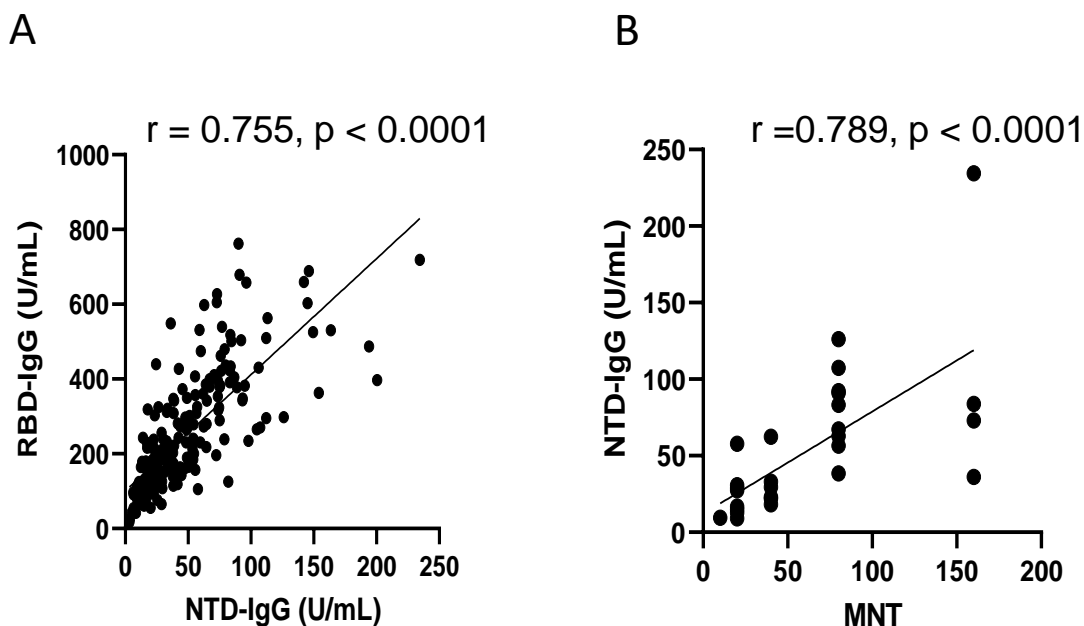 A
r = 0.755, p < 0.0001
1000
800
600
400
200
0
RBD-IgG (U/mL)
0 50 100 150 200 250
NTD-IgG (U/mL)
B
r =0.789, p < 0.0001
250
200
150
100
50
0
NTD-IgG (U/mL)
0 50 100 150 200
MNT